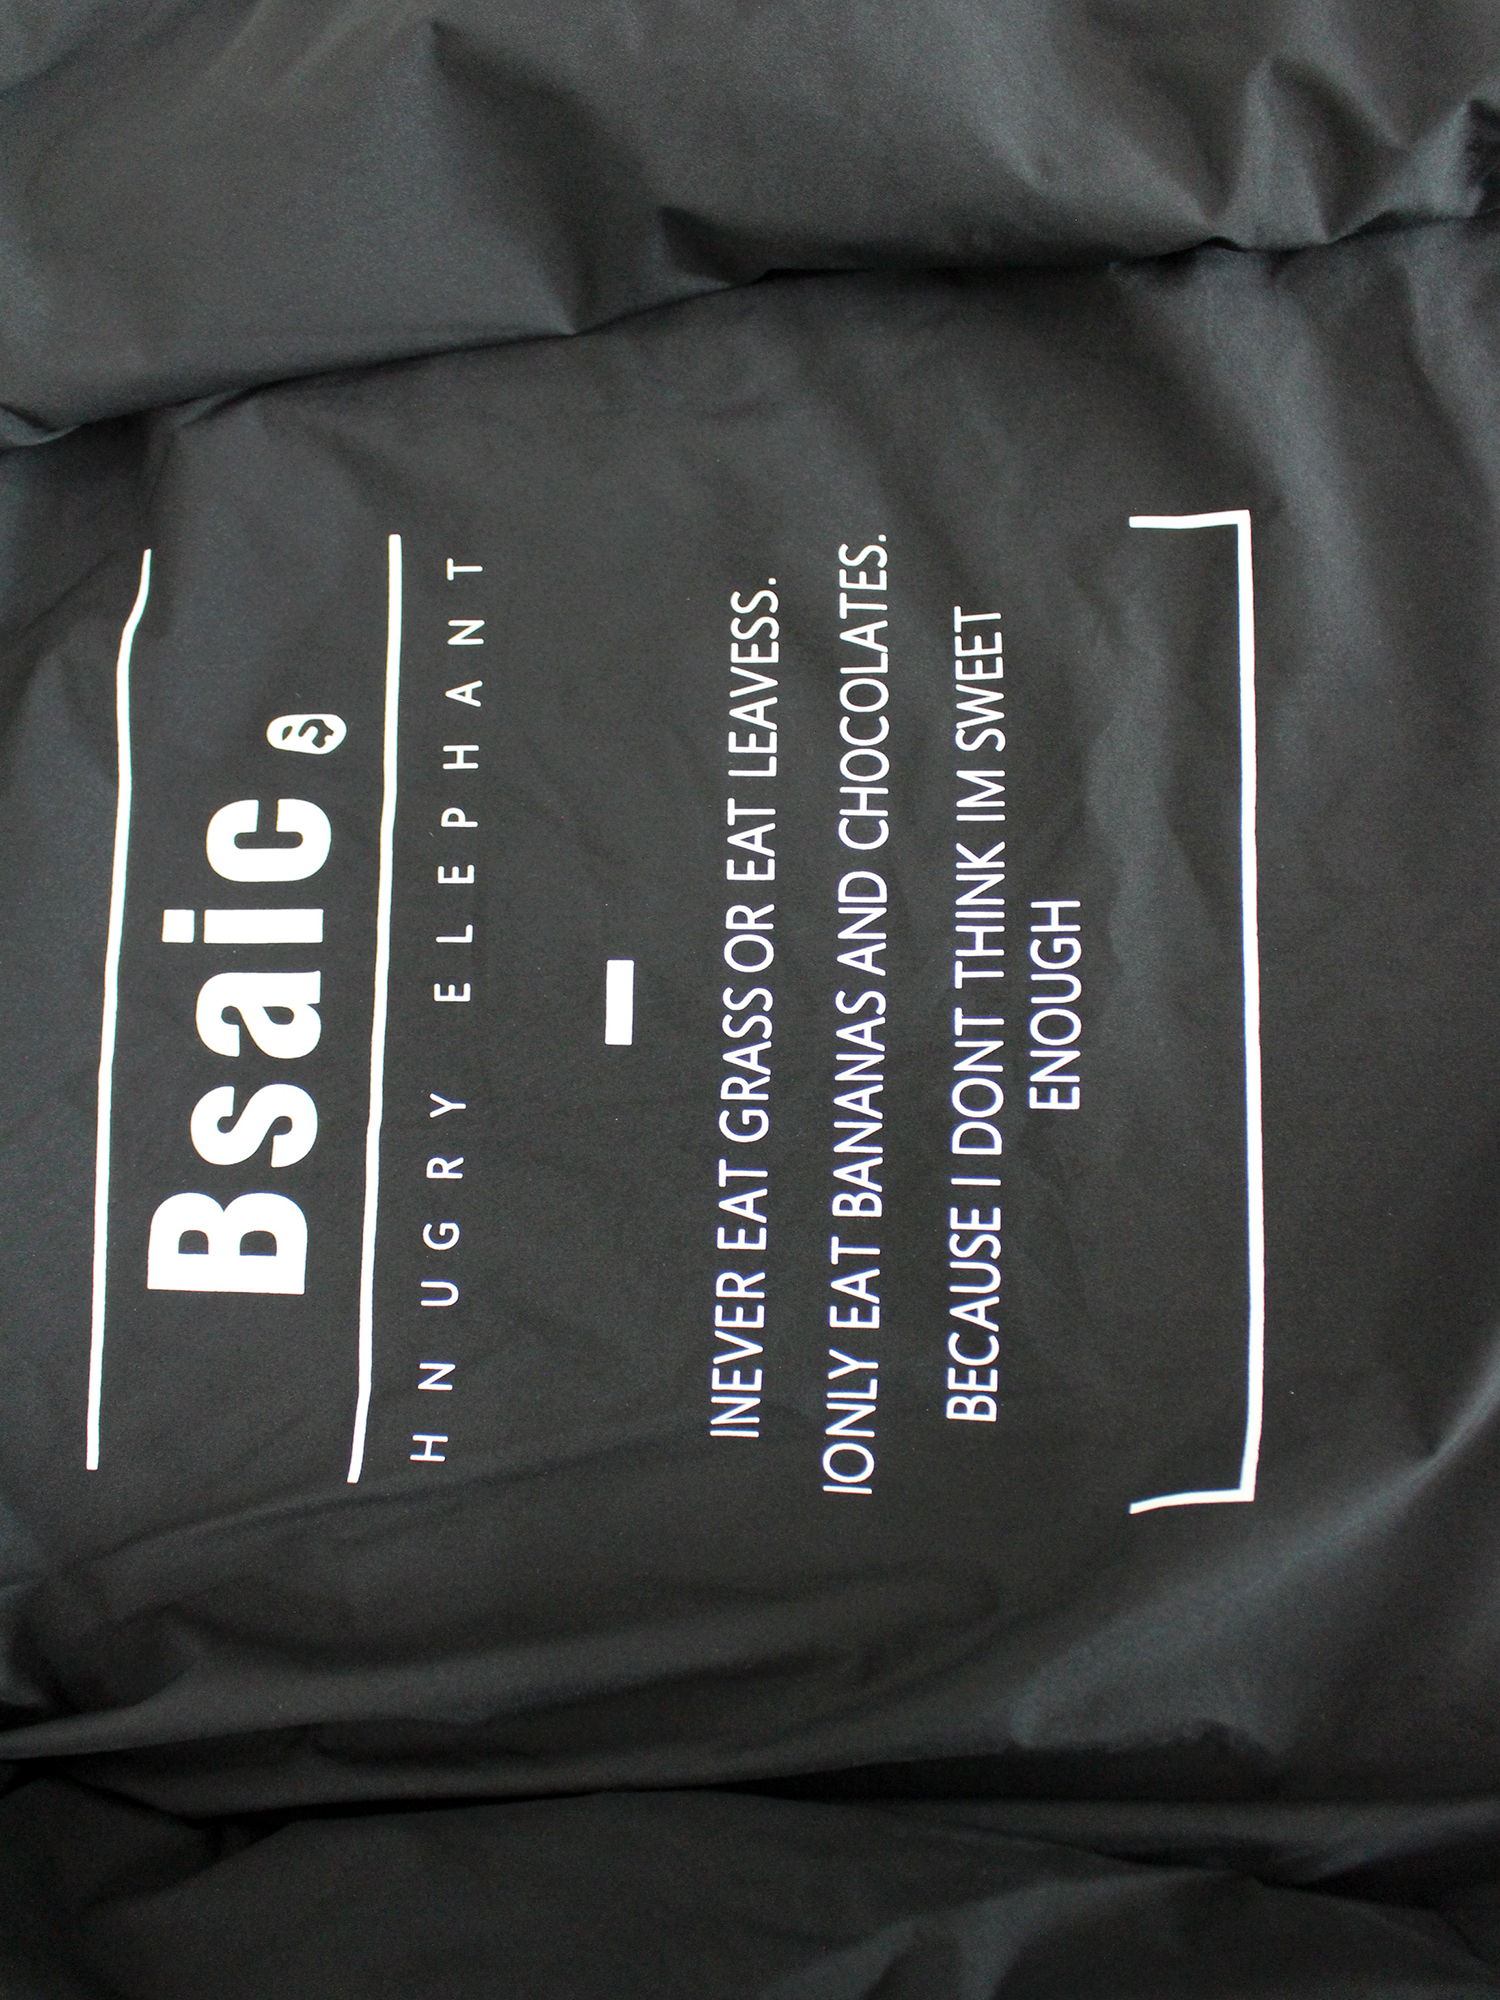 Bsaic
HNUGRY ELEPHANT
INEVER EAT GRASS OR EAT LEAVESS.
IONLY EAT BANANAS AND CHOCOLATES.
BECAUSE I DONT THINK IM SWEET
ENOUGH